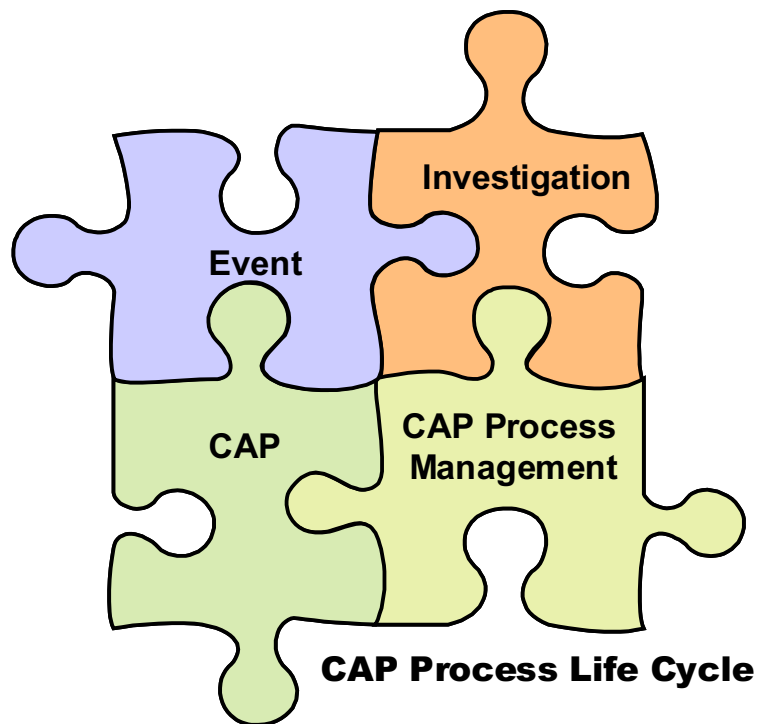 Investigation
Event
CAP
CAP Process
Management
CAP Process Life Cycle